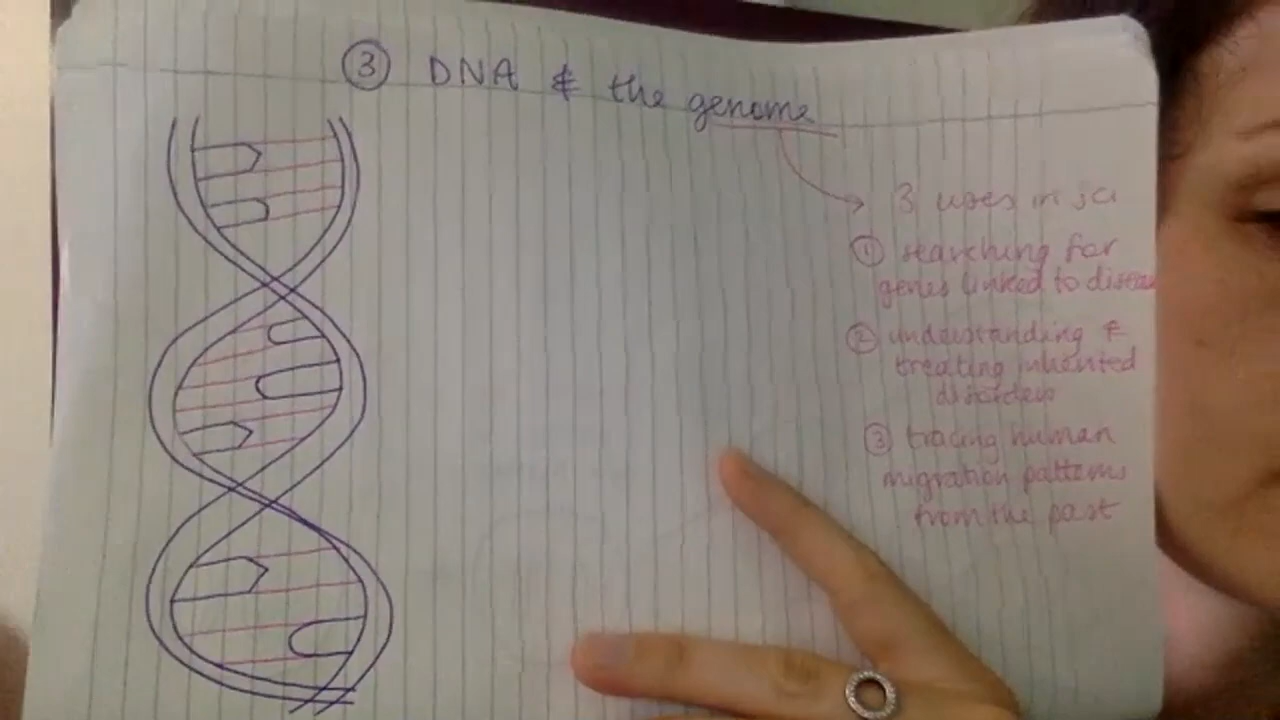 ③ DNA & the genome
3 uses in sci
① searching for
genes linked to diseas
② understanding &
treating inherited
disorders
③ tracing human
migration patterns
from the past